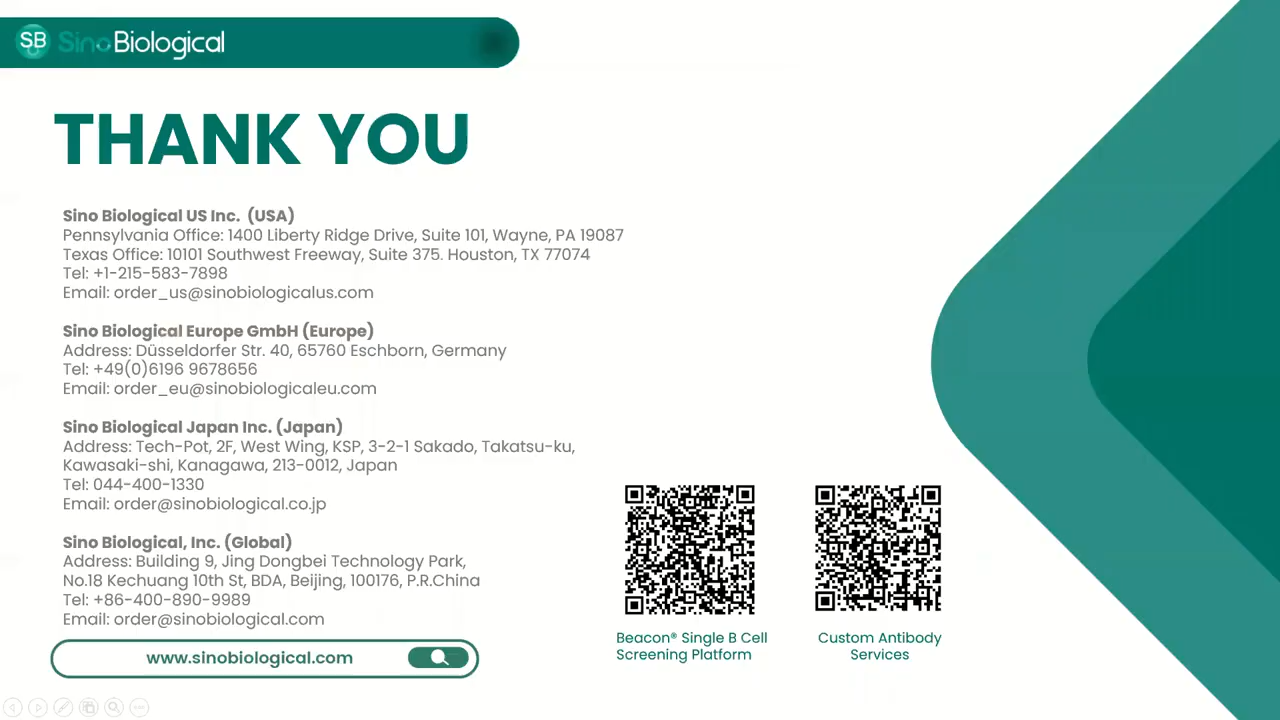 SB SinoBiological
THANK YOU
Sino Biological US Inc. (USA)
Pennsylvania Office: 1400 Liberty Ridge Drive, Suite 101, Wayne, PA 19087
Texas Office: 10101 Southwest Freeway, Suite 375. Houston, TX 77074
Tel: +1-215-583-7898
Email: order_us@sinobiologicalus.com
Sino Biological Europe GmbH (Europe)
Address: Düsseldorfer Str. 40, 65760 Eschborn, Germany
Tel: +49(0)6196 9678656
Email: order_eu@sinobiologicaleu.com
Sino Biological Japan Inc. (Japan)
Address: Tech-Pot, 2F, West Wing, KSP, 3-2-1 Sakado, Takatsu-ku,
Kawasaki-shi, Kanagawa, 213-0012, Japan
Tel: 044-400-1330
Email: order@sinobiological.co.jp
Sino Biological, Inc. (Global)
Address: Building 9, Jing Dongbei Technology Park,
No.18 Kechuang 10th St, BDA, Beijing, 100176, P.R.China
Tel: +86-400-890-9989
Email: order@sinobiological.com
www.sinobiological.com
Beacon® Single B Cell
Screening Platform
Custom Antibody
Services